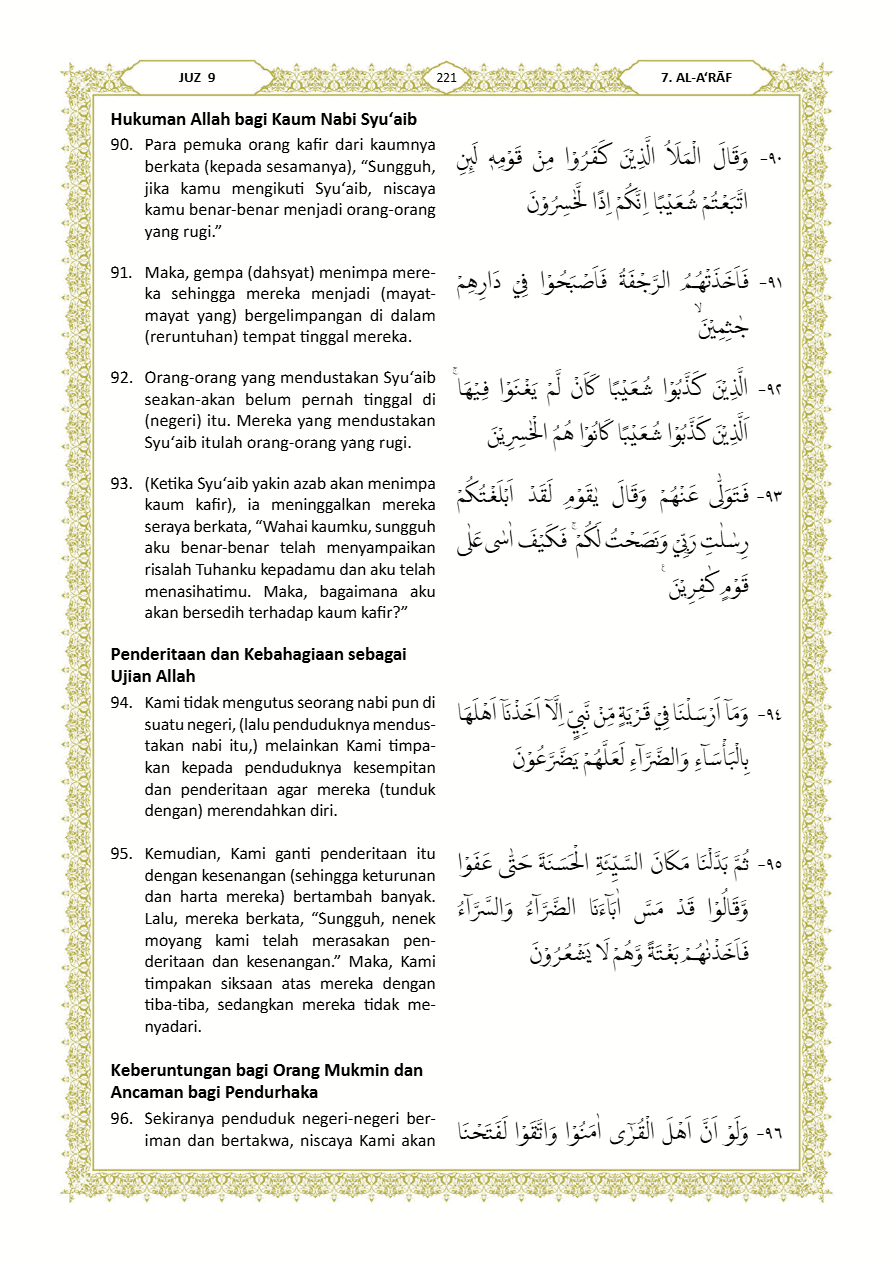 JUZ 9
221
7. AL-A‘RĀF
Hukuman Allah bagi Kaum Nabi Syu‘aib
90. Para pemuka orang kafir dari kaumnya
berkata (kepada sesamanya), “Sungguh,
jika kamu mengikuti Syu‘aib, niscaya
kamu benar-benar menjadi orang-orang
yang rugi.”
٩٠- وَقَالَ الْمَلَاُ الَّذِيْنَ كَفَرُوْا مِنْ قَوْمِهٖ لَىِٕنِ
اتَّبَعْتُمْ شُعَيْبًا اِنَّكُمْ اِذًا لَّخٰسِرُوْنَ
91. Maka, gempa (dahsyat) menimpa mere-
ka sehingga mereka menjadi (mayat-
mayat yang) bergelimpangan di dalam
(reruntuhan) tempat tinggal mereka.
٩١- فَاَخَذَتْهُمُ الرَّجْفَةُ فَاَصْبَحُوْا فِيْ دَارِهِمْ
جٰثِمِيْنَۙ
92. Orang-orang yang mendustakan Syu‘aib
seakan-akan belum pernah tinggal di
(negeri) itu. Mereka yang mendustakan
Syu‘aib itulah orang-orang yang rugi.
٩٢- الَّذِيْنَ كَذَّبُوْا شُعَيْبًا كَاَنْ لَّمْ يَغْنَوْا فِيْهَاۚ
اَلَّذِيْنَ كَذَّبُوْا شُعَيْبًا كَانُوْا هُمُ الْخٰسِرِيْنَ
93. (Ketika Syu‘aib yakin azab akan menimpa
kaum kafir), ia meninggalkan mereka
seraya berkata, “Wahai kaumku, sungguh
aku benar-benar telah menyampaikan
risalah Tuhanku kepadamu dan aku telah
menasihatimu. Maka, bagaimana aku
akan bersedih terhadap kaum kafir?”
٩٣- فَتَوَلّٰى عَنْهُمْ وَقَالَ يٰقَوْمِ لَقَدْ اَبْلَغْتُكُمْ
رِسٰلٰتِ رَبِّيْ وَنَصَحْتُ لَكُمْۚ فَكَيْفَ اٰسٰى عَلٰى
قَوْمٍ كٰفِرِيْنَ ࣖ
Penderitaan dan Kebahagiaan sebagai
Ujian Allah
94. Kami tidak mengutus seorang nabi pun di
suatu negeri, (lalu penduduknya mendus-
takan nabi itu,) melainkan Kami timpa-
kan kepada penduduknya kesempitan
dan penderitaan agar mereka (tunduk
dengan) merendahkan diri.
٩٤- وَمَآ اَرْسَلْنَا فِيْ قَرْيَةٍ مِّنْ نَّبِيٍّ اِلَّآ اَخَذْنَآ اَهْلَهَا
بِالْبَأْسَاۤءِ وَالضَّرَّاۤءِ لَعَلَّهُمْ يَضَّرَّعُوْنَ
95. Kemudian, Kami ganti penderitaan itu
dengan kesenangan (sehingga keturunan
dan harta mereka) bertambah banyak.
Lalu, mereka berkata, “Sungguh, nenek
moyang kami telah merasakan pen-
deritaan dan kesenangan.” Maka, Kami
timpakan siksaan atas mereka dengan
tiba-tiba, sedangkan mereka tidak me-
nyadari.
٩٥- ثُمَّ بَدَّلْنَا مَكَانَ السَّيِّئَةِ الْحَسَنَةَ حَتّٰى عَفَوْا
وَّقَالُوْا قَدْ مَسَّ اٰبَاۤءَنَا الضَّرَّاۤءُ وَالسَّرَّاۤءُ
فَاَخَذْنٰهُمْ بَغْتَةً وَّهُمْ لَا يَشْعُرُوْنَ
Keberuntungan bagi Orang Mukmin dan
Ancaman bagi Pendurhaka
96. Sekiranya penduduk negeri-negeri ber-
iman dan bertakwa, niscaya Kami akan
٩٦- وَلَوْ اَنَّ اَهْلَ الْقُرٰٓى اٰمَنُوْا وَاتَّقَوْا لَفَتَحْنَا